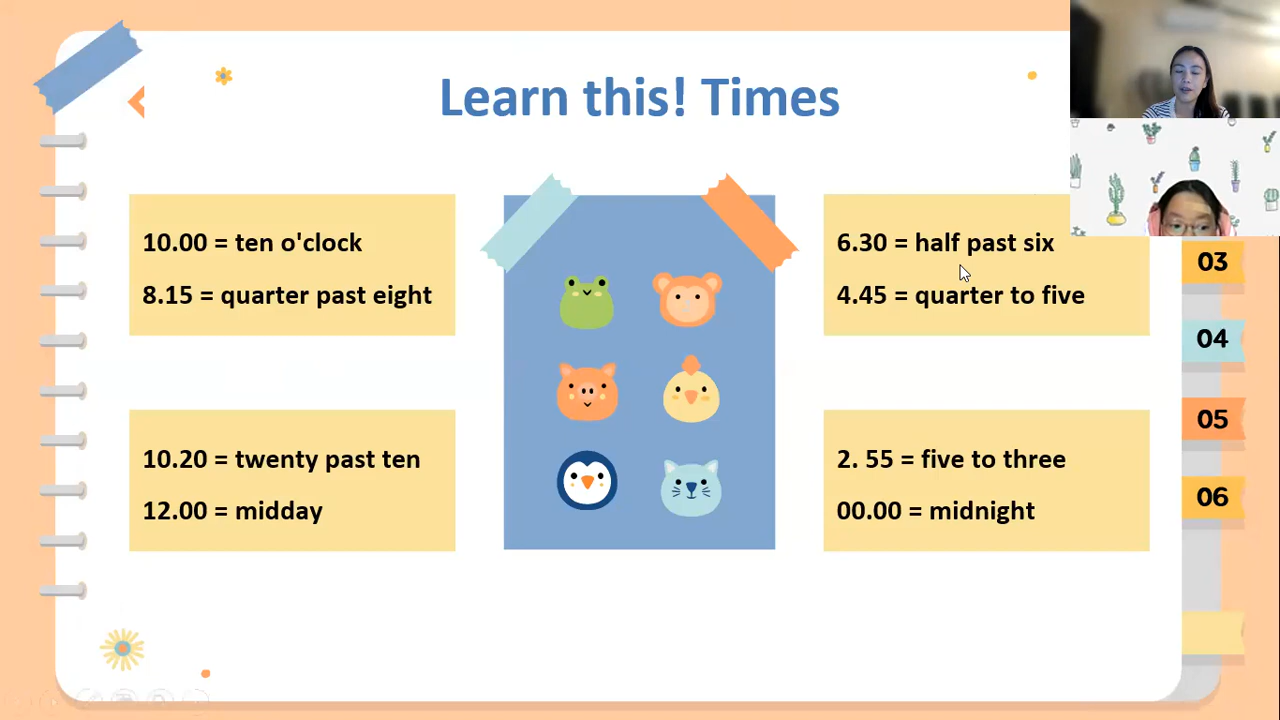 Learn this! Times
10.00 = ten o'clock
8.15 = quarter past eight
6.30 = half past six
4.45 = quarter to five
10.20 = twenty past ten
12.00 = midday
2. 55 = five to three
00.00 = midnight
03
04
05
06